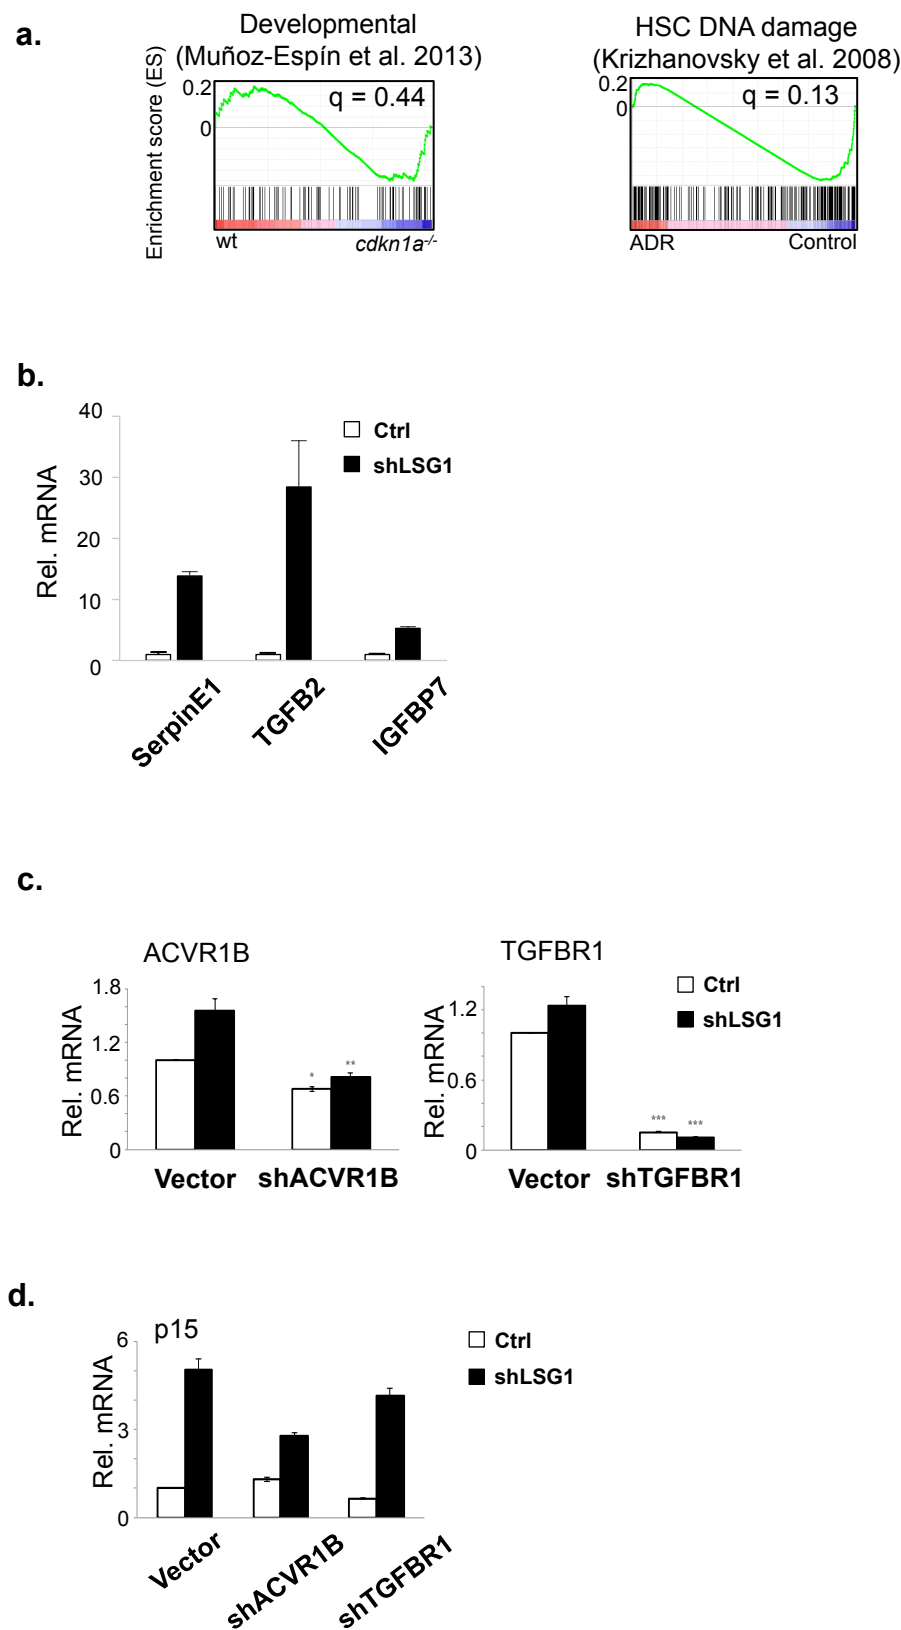 a.
Developmental
(Muñoz-Espín et al. 2013)
HSC DNA damage
(Krizhanovsky et al. 2008)
Enrichment score (ES)
0.2
0
q = 0.44
wt
cdkn1a-/-
0.2
0
q = 0.13
ADR
Control
b.
Rel. mRNA
40
30
20
10
0
Ctrl
shLSG1
SerpinE1
TGFB2
IGFBP7
c.
ACVR1B
Rel. mRNA
1.8
1.2
0.6
0
*
**
Vector
shACVR1B
TGFBR1
Rel. mRNA
1.2
0.6
0
***
***
Vector
shTGFBR1
Ctrl
shLSG1
d.
p15
Rel. mRNA
6
3
0
Ctrl
shLSG1
Vector
shACVR1B
shTGFBR1